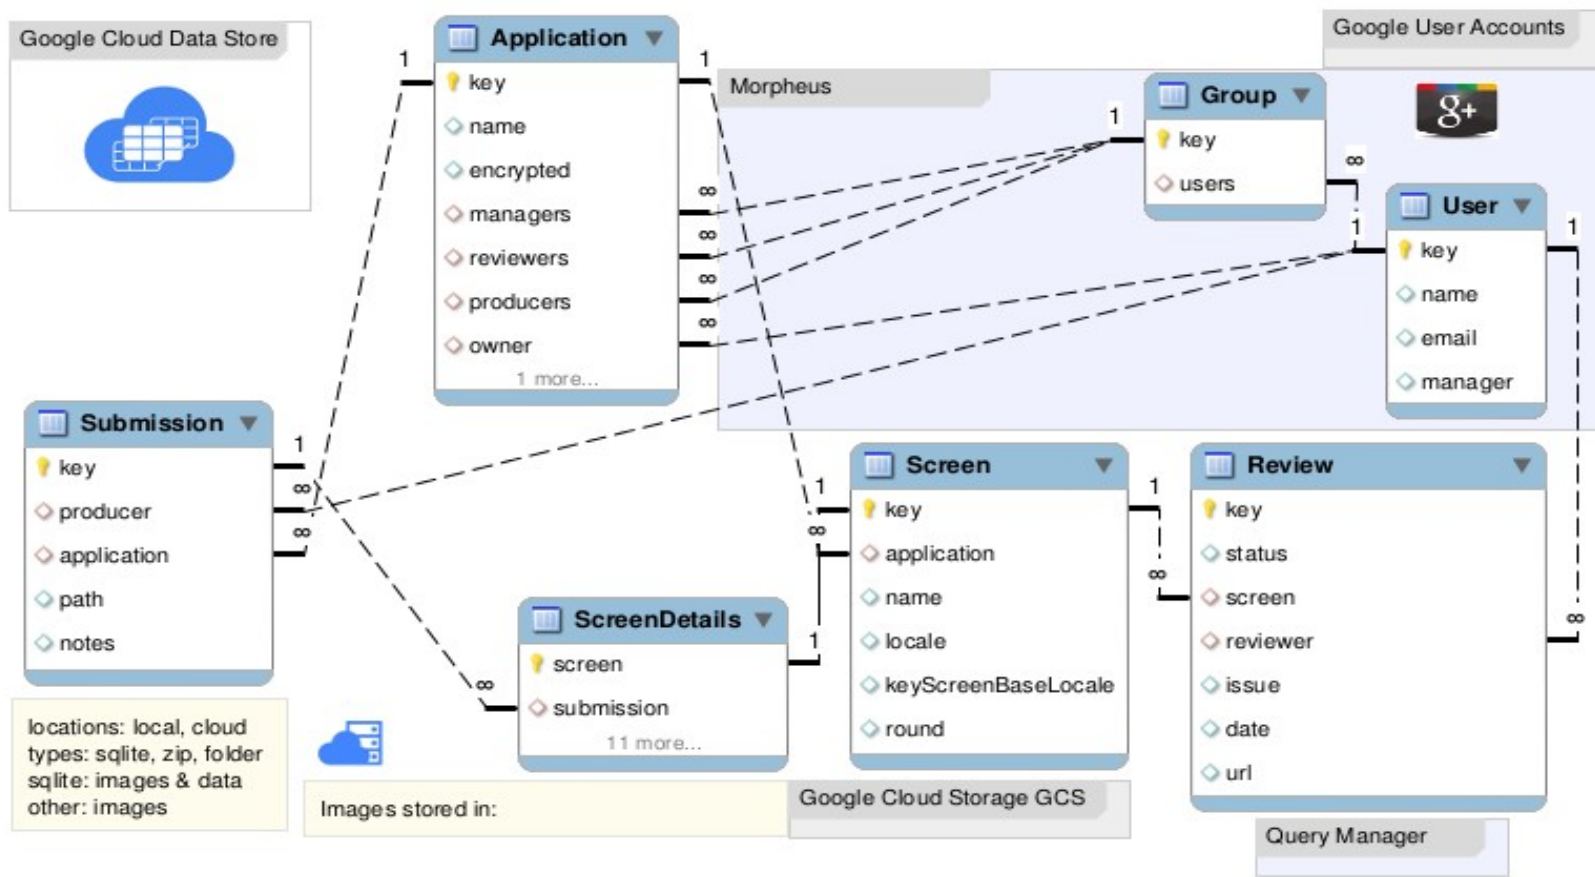 Google Cloud Data Store
Application
key
name
encrypted
managers
reviewers
producers
owner
1 more...
1
1
∞
∞
∞
∞
Morpheus
Google User Accounts
g+
Group
key
users
1
∞
User
key
name
email
manager
1
1
Submission
key
producer
application
path
notes
1
∞
∞
locations: local, cloud
types: sqlite, zip, folder
sqlite: images & data
other: images
ScreenDetails
screen
submission
11 more...
∞
1
Images stored in:
Google Cloud Storage GCS
Screen
key
application
name
locale
keyScreenBaseLocale
round
1
∞
1
Review
key
status
screen
reviewer
issue
date
url
∞
∞
Query Manager